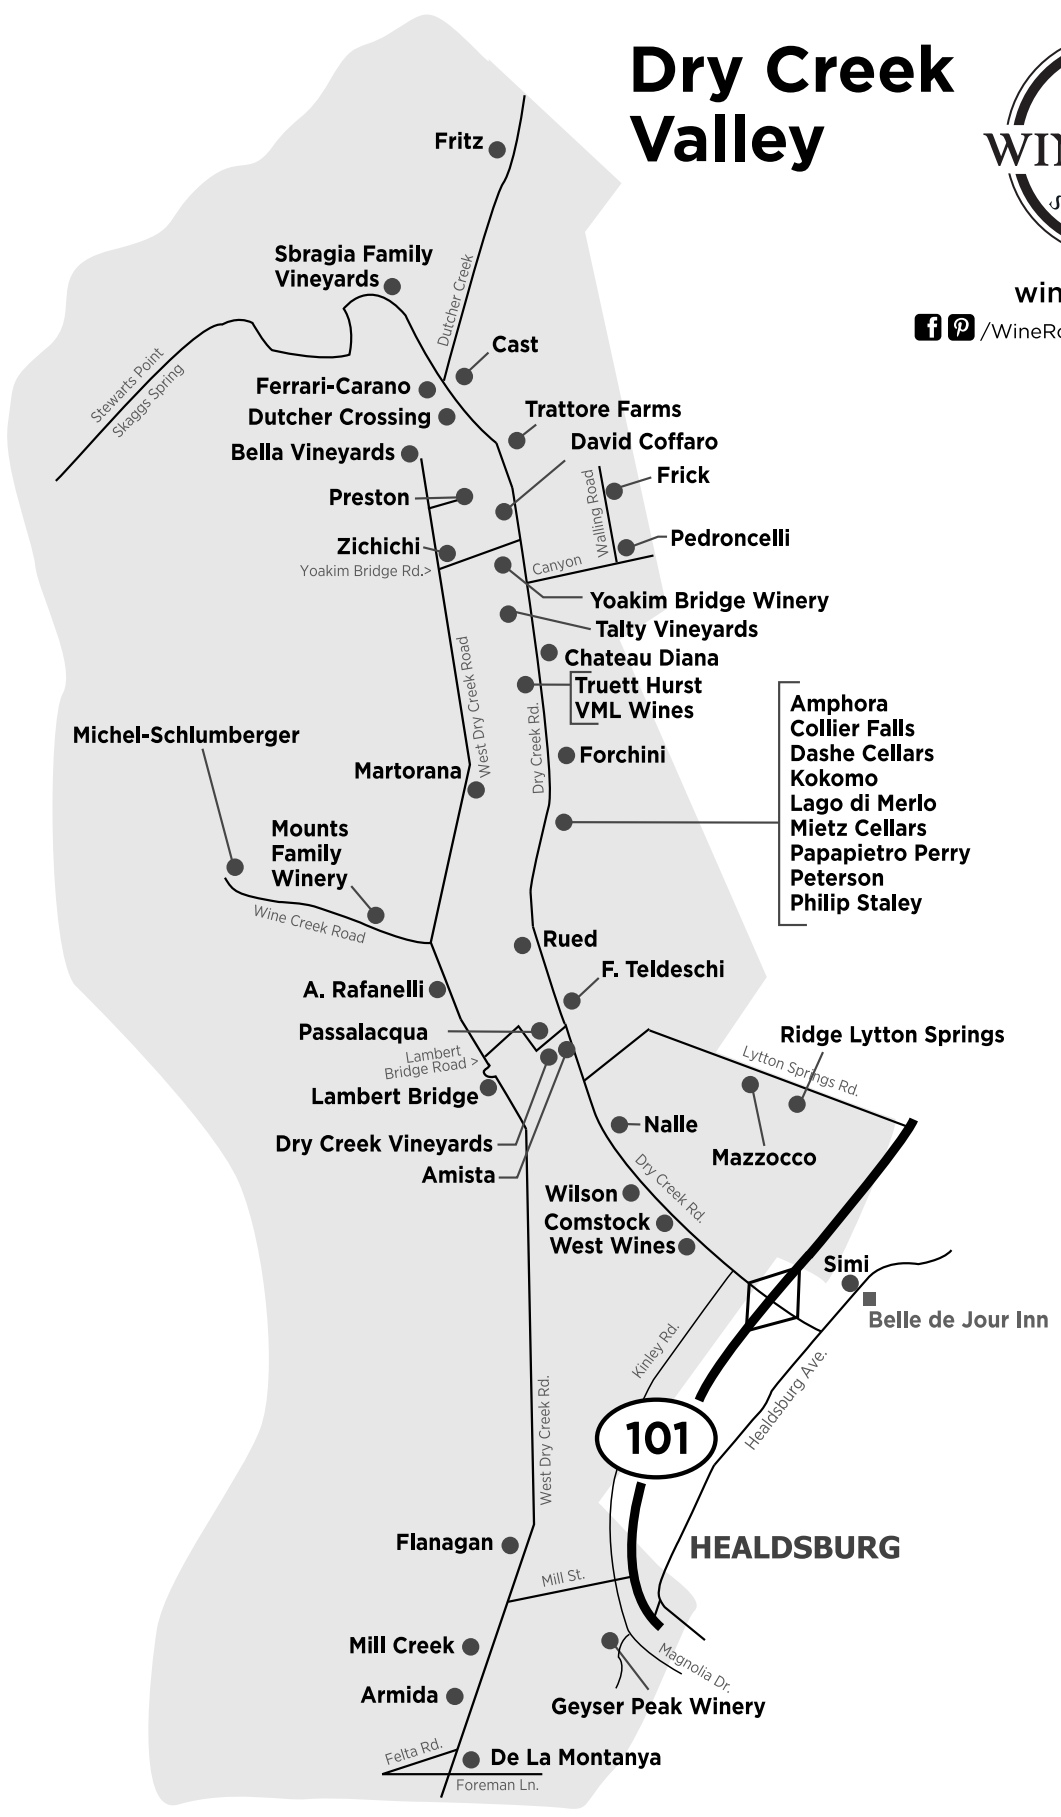 Dry Creek
Valley
WIN
S
win
/WineRo
Fritz
Sbragia Family
Vineyards
Dutcher Creek
Cast
Stewarts Point
Skaggs Spring
Ferrari-Carano
Dutcher Crossing
Trattore Farms
David Coffaro
Bella Vineyards
Frick
Preston
Walling Road
Zichichi
Pedroncelli
Yoakim Bridge Rd.>
Canyon
Yoakim Bridge Winery
Talty Vineyards
Chateau Diana
Truett Hurst
VML Wines
West Dry Creek Road
Dry Creek Rd.
Michel-Schlumberger
Forchini
Martorana
Amphora
Collier Falls
Dashe Cellars
Kokomo
Lago di Merlo
Mietz Cellars
Papapietro Perry
Peterson
Philip Staley
Mounts
Family
Winery
Wine Creek Road
Rued
F. Teldeschi
A. Rafanelli
Passalacqua
Lambert
Bridge Road >
Ridge Lytton Springs
Lytton Springs Rd.
Lambert Bridge
Dry Creek Vineyards
Amista
Nalle
Mazzocco
Dry Creek Rd.
Wilson
Comstock
West Wines
Simi
Belle de Jour Inn
Kinley Rd.
Healdsburg Ave.
West Dry Creek Rd.
101
HEALDSBURG
Flanagan
Mill St.
Mill Creek
Magnolia Dr.
Armida
Geyser Peak Winery
Felta Rd.
De La Montanya
Foreman Ln.